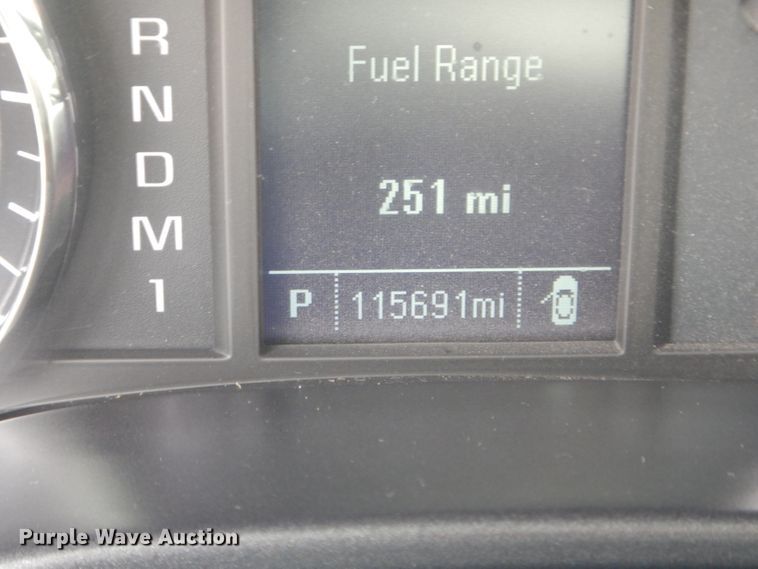 R
N
D
M
1
Fuel Range
251 mi
P 115691mi
Purple Wave Auction